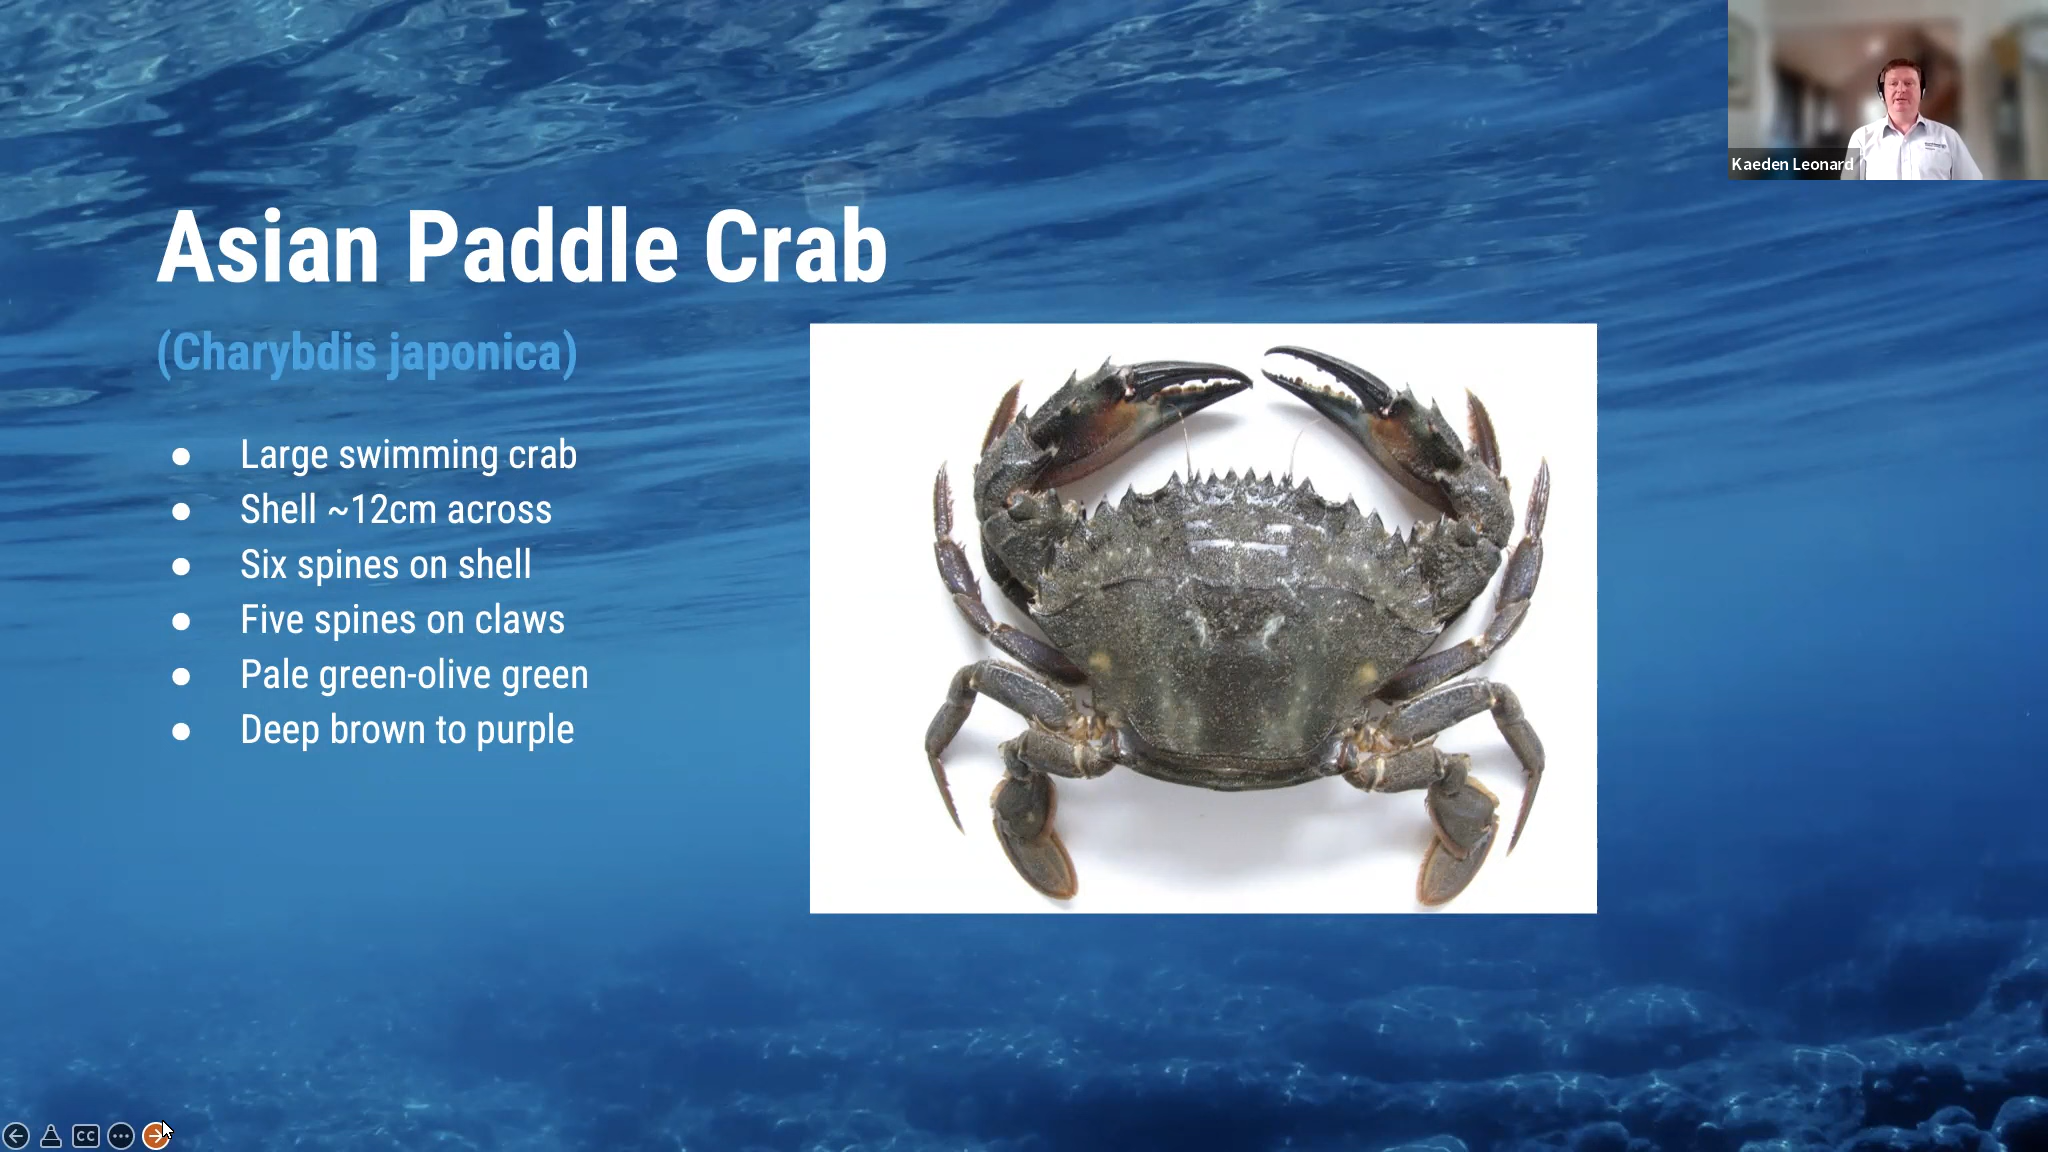 Kaeden Leonard
Asian Paddle Crab
(Charybdis japonica)
● Large swimming crab
● Shell ~12cm across
● Six spines on shell
● Five spines on claws
● Pale green-olive green
● Deep brown to purple
CC